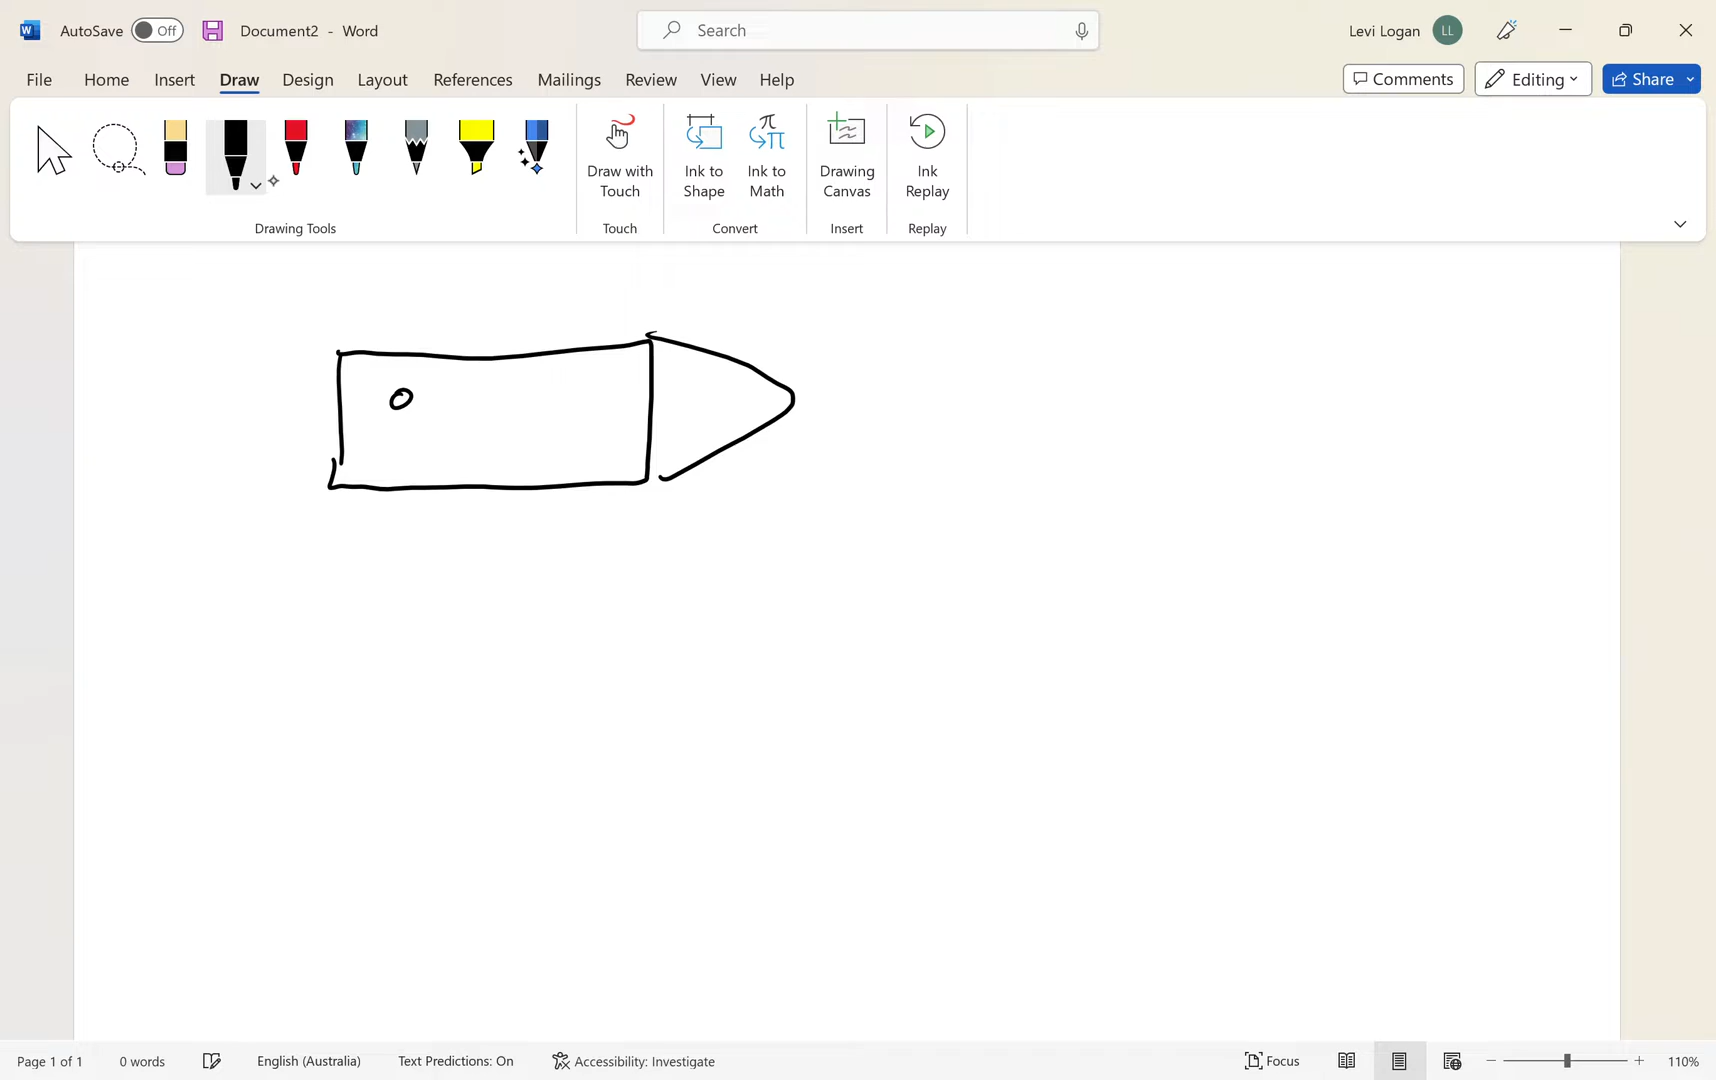 AutoSave Off Document2 - Word Search Levi Logan LL
File Home Insert Draw Design Layout References Mailings Review View Help Comments Editing Share
Draw with Touch
Ink to Shape
Ink to Math
Drawing Canvas
Ink Replay
Drawing Tools Touch Convert Insert Replay
Page 1 of 1 0 words English (Australia) Text Predictions: On Accessibility: Investigate Focus 110%